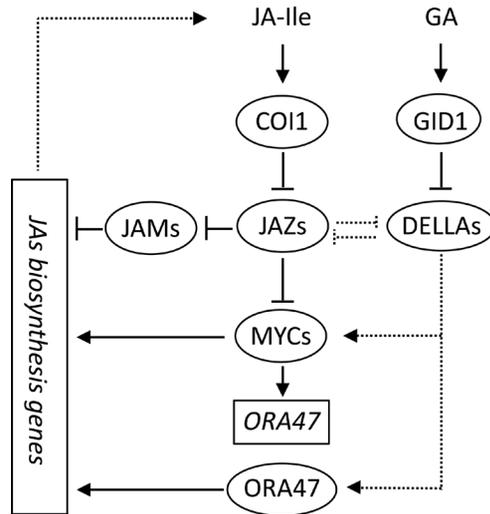 JA-Ile GA
COI1 GID1
JAMs JAZs DELLAs
JAs biosynthesis genes
MYCs
ORA47
ORA47